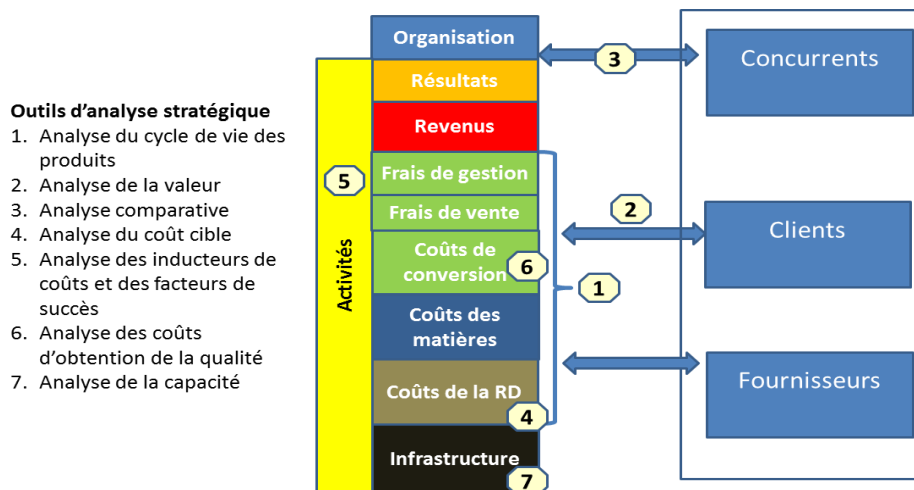 Outils d'analyse stratégique
1. Analyse du cycle de vie des
produits
2. Analyse de la valeur
3. Analyse comparative
4. Analyse du coût cible
5. Analyse des inducteurs de
coûts et des facteurs de
succès
6. Analyse des coûts
d'obtention de la qualité
7. Analyse de la capacité
Activités
5
Organisation
Résultats
Revenus
Frais de gestion
Frais de vente
Coûts de
conversion
6
Coûts des
matières
Coûts de la RD
4
Infrastructure
7
1
3
2
Concurrents
Clients
Fournisseurs